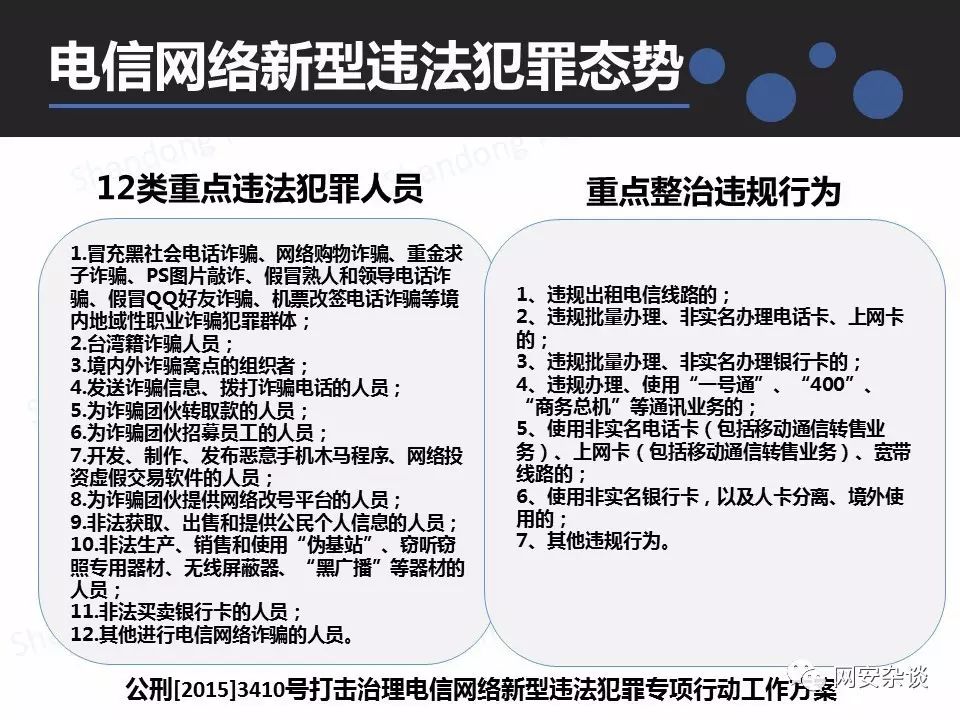 电信网络新型违法犯罪态势
12类重点违法犯罪人员
1.冒充黑社会电话诈骗、网络购物诈骗、重金求
子诈骗、PS图片敲诈、假冒熟人和领导电话诈
骗、假冒QQ好友诈骗、机票改签电话诈骗等境
内地域性职业诈骗犯罪群体；
2.台湾籍诈骗人员；
3.境内外诈骗窝点的组织者；
4.发送诈骗信息、拨打诈骗电话的人员；
5.为诈骗团伙转取款的人员；
6.为诈骗团伙招募员工的人员；
7.开发、制作、发布恶意手机木马程序、网络投
资虚假交易软件的人员；
8.为诈骗团伙提供网络改号平台的人员；
9.非法获取、出售和提供公民个人信息的人员；
10.非法生产、销售和使用“伪基站”、窃听窃
照专用器材、无线屏蔽器、“黑广播”等器材的
人员；
11.非法买卖银行卡的人员；
12.其他进行电信网络诈骗的人员。
重点整治违规行为
1、违规出租电信线路的；
2、违规批量办理、非实名办理电话卡、上网卡
的；
3、违规批量办理、非实名办理银行卡的；
4、违规办理、使用“一号通”、“400”、
“商务总机”等通讯业务的；
5、使用非实名电话卡（包括移动通信转售业
务）、上网卡（包括移动通信转售业务）、宽带
线路的；
6、使用非实名银行卡，以及人卡分离、境外使
用的；
7、其他违规行为。
公刑[2015]3410号打击治理电信网络新型违法犯罪专项行动工作方案
网安杂谈
Shandong
Shandong